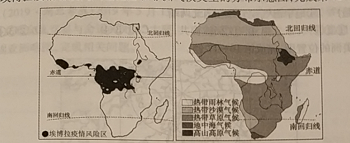 北回归线
赤道
南回归线
●埃博拉疫情风险区
北回归线
赤道
南回归线
热带雨林气候
热带沙漠气候
热带草原气候
地中海气候
高山高原气候